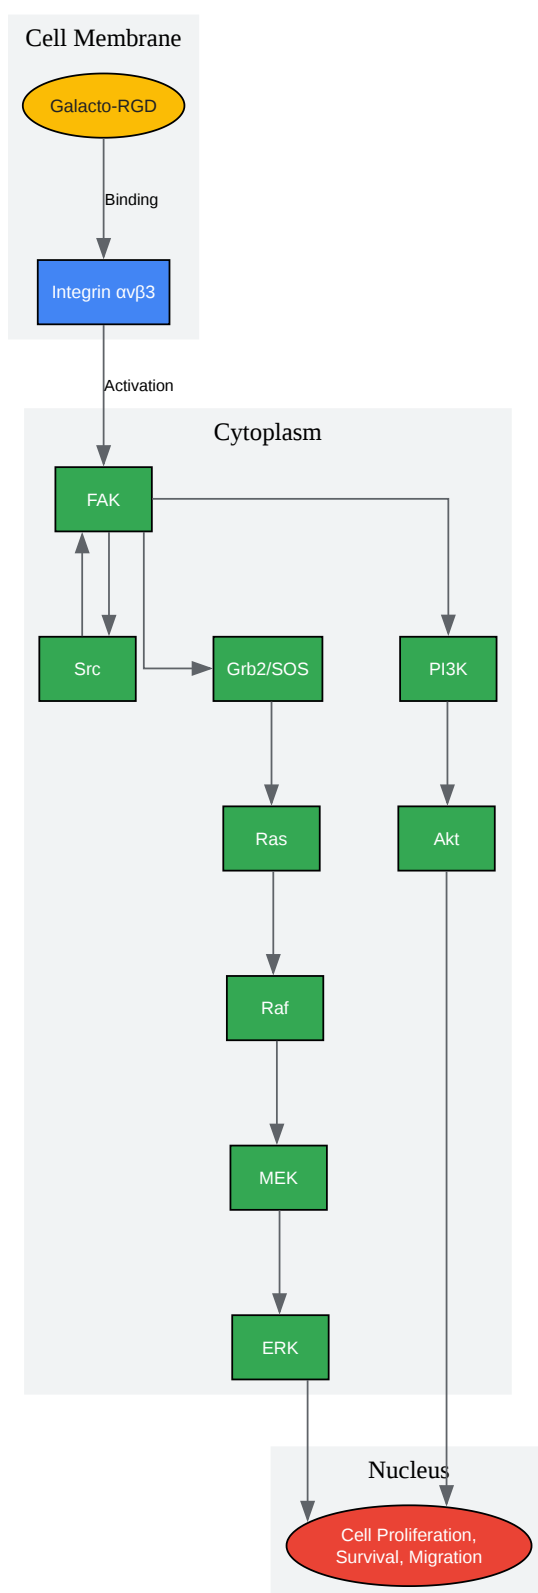 Cell Membrane
Galacto-RGD
Binding
Integrin αvβ3
Activation
Cytoplasm
FAK
Src
Grb2/SOS
PI3K
Ras
Akt
Raf
MEK
ERK
Nucleus
Cell Proliferation,
Survival, Migration